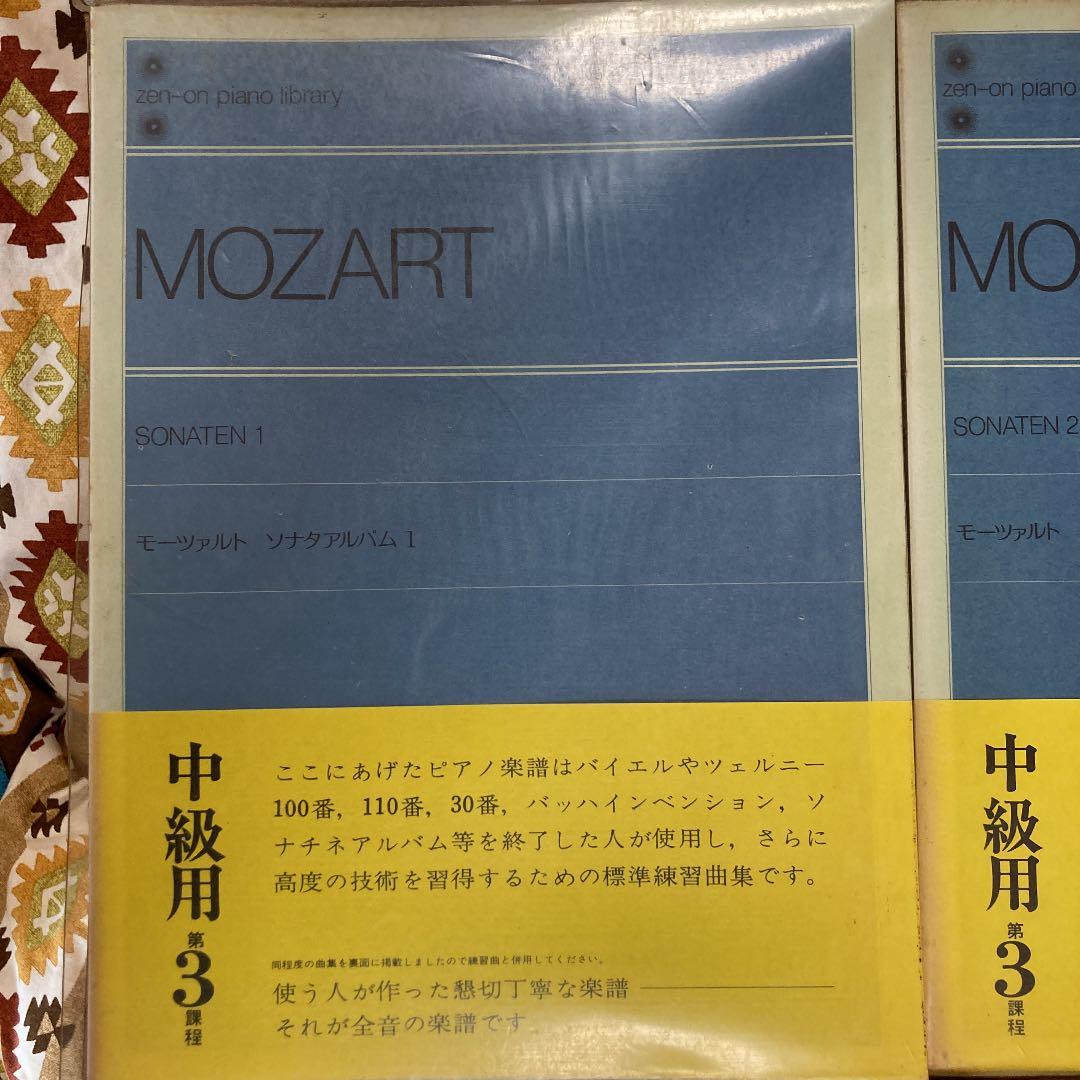 zen-on piano library
MOZART
SONATEN 1
モーツァルト ソナタアルバム 1
中級用
第3課程
ここにあげたピアノ楽譜はバイエルやツェルニー
100番, 110番, 30番, バッハインベンション, ソ
ナチネアルバム等を終了した人が使用し, さらに
高度の技術を習得するための標準練習曲集です。
同程度の曲集を裏面に掲載しましたので練習曲と併用してください。
使う人が作った懇切丁寧な楽譜
それが全音の楽譜です
zen-on piano
MO
SONATEN 2
モーツァルト
中級用
第3課程